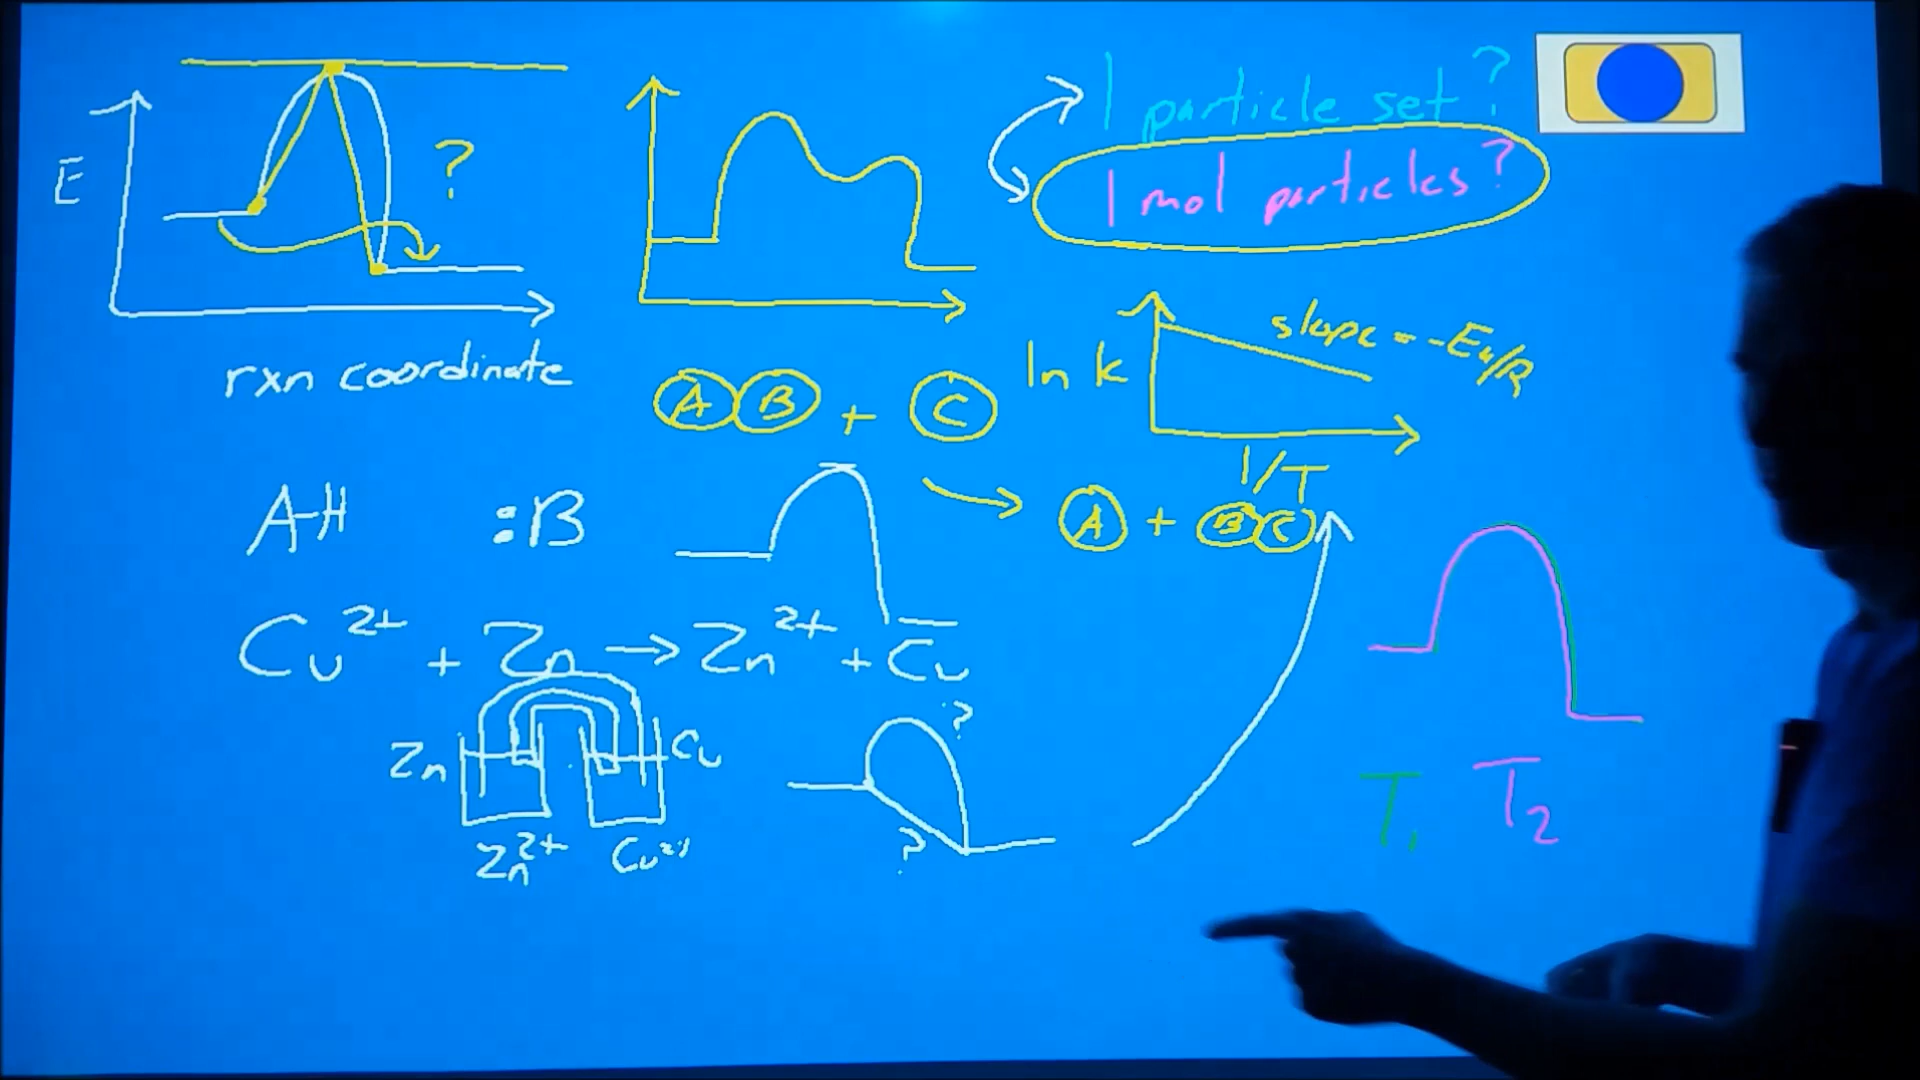 E
?
rxn coordinate
1 particle set?
1 mol particles?
ln k
slope = -Ea/R
1/T
A B + C
A + B C
A-H :B
Cu²⁺ + Zn → Zn²⁺ + Cu
Zn
Cu
Zn²⁺
Cu²⁺
?
?
T₁ T₂